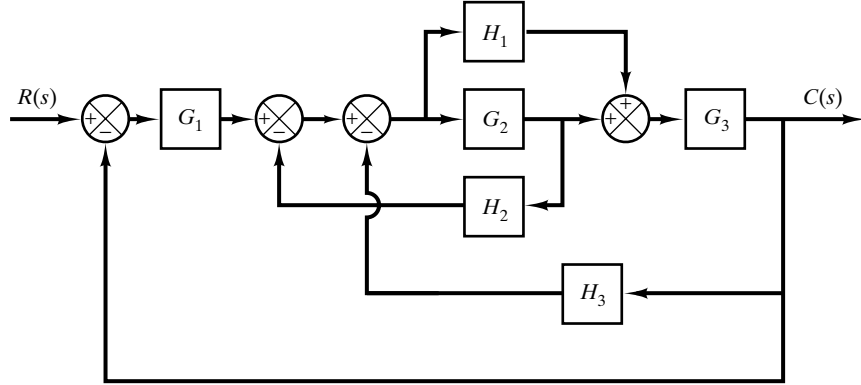 H₁
R(s)
C(s)
+
−
G₁
+
−
+
−
G₂
+
+
G₃
H₂
H₃